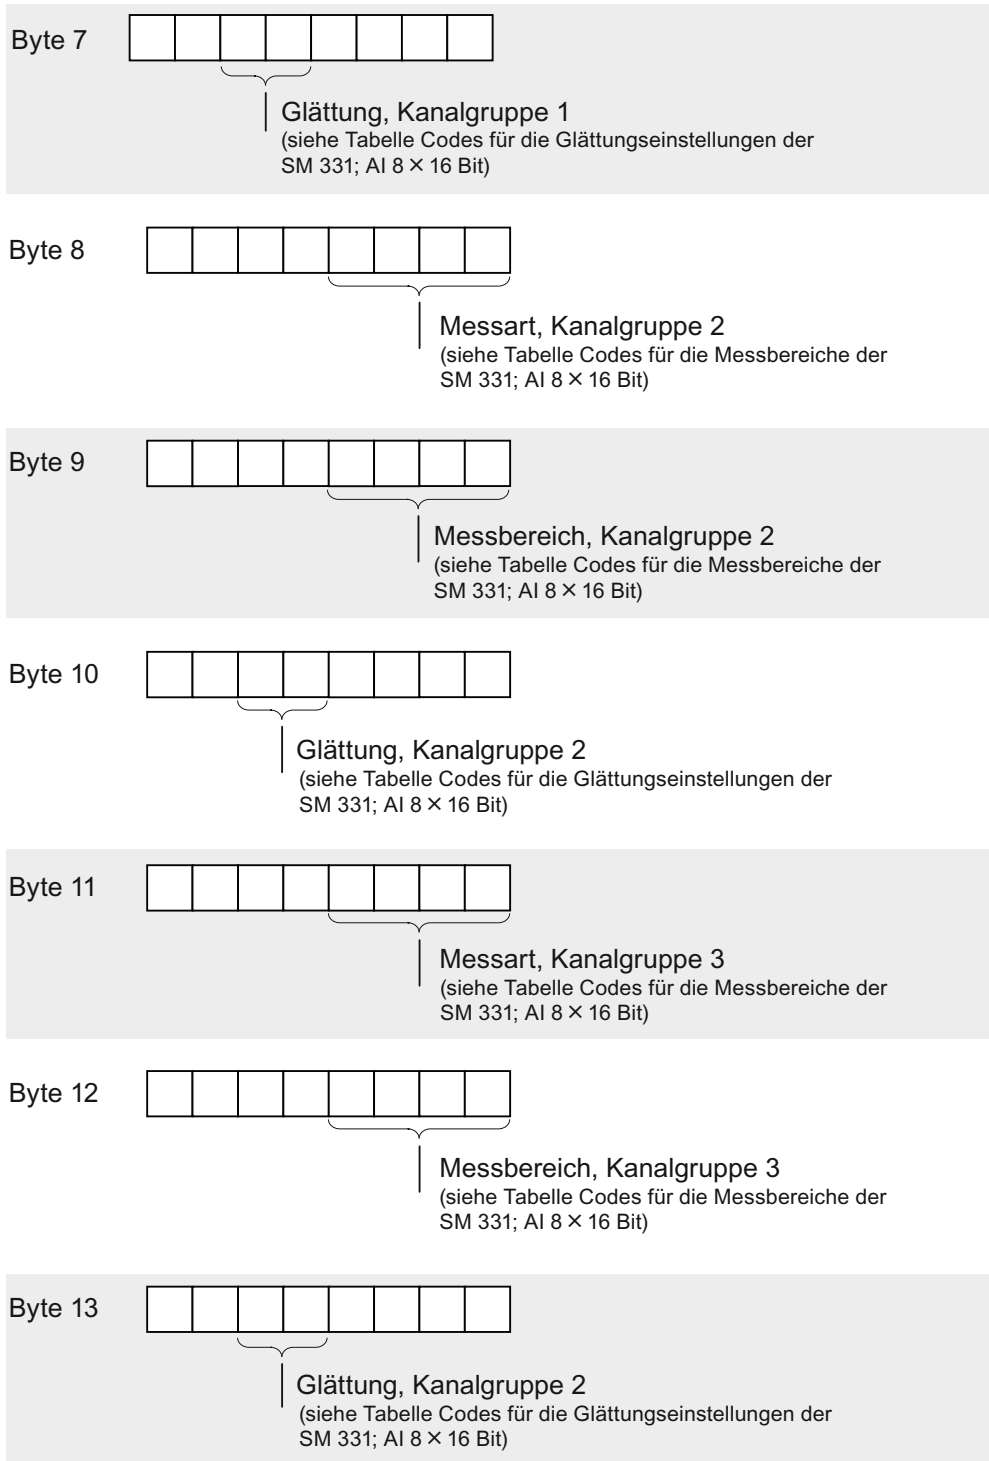 Byte 7
Glättung, Kanalgruppe 1
(siehe Tabelle Codes für die Glättungseinstellungen der
SM 331; AI 8 × 16 Bit)
Byte 8
Messart, Kanalgruppe 2
(siehe Tabelle Codes für die Messbereiche der
SM 331; AI 8 × 16 Bit)
Byte 9
Messbereich, Kanalgruppe 2
(siehe Tabelle Codes für die Messbereiche der
SM 331; AI 8 × 16 Bit)
Byte 10
Glättung, Kanalgruppe 2
(siehe Tabelle Codes für die Glättungseinstellungen der
SM 331; AI 8 × 16 Bit)
Byte 11
Messart, Kanalgruppe 3
(siehe Tabelle Codes für die Messbereiche der
SM 331; AI 8 × 16 Bit)
Byte 12
Messbereich, Kanalgruppe 3
(siehe Tabelle Codes für die Messbereiche der
SM 331; AI 8 × 16 Bit)
Byte 13
Glättung, Kanalgruppe 2
(siehe Tabelle Codes für die Glättungseinstellungen der
SM 331; AI 8 × 16 Bit)